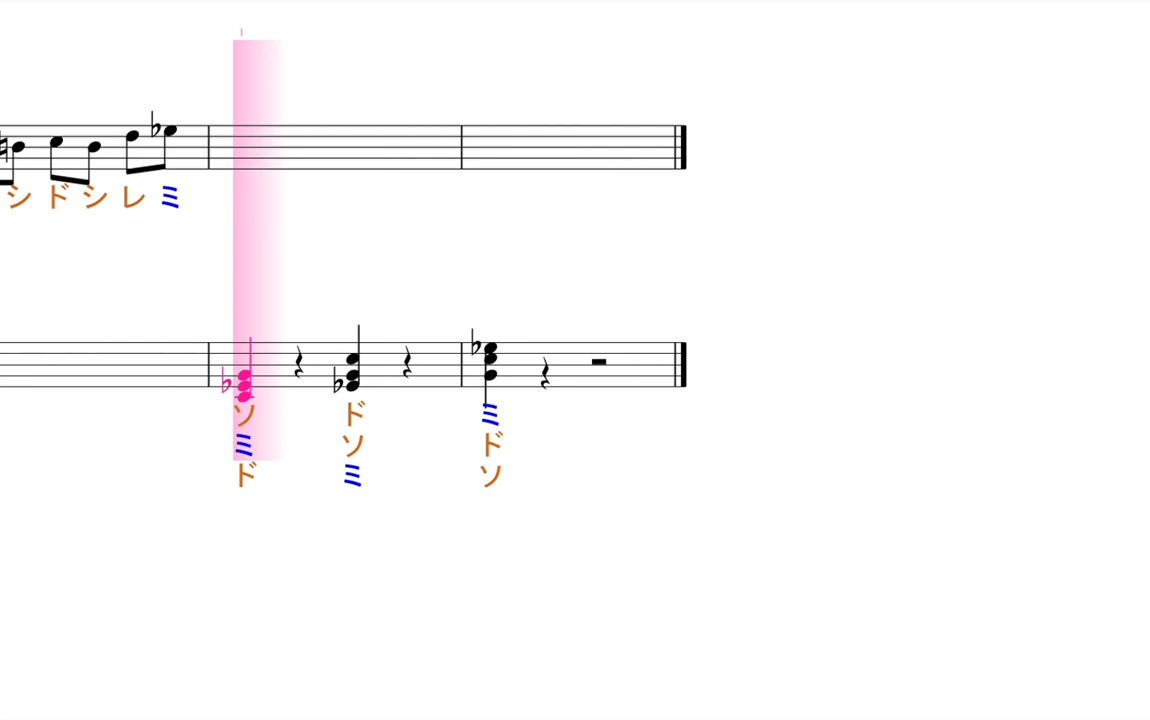 シ ド シ レ ミ
ソ ド ミ
ミ ソ ド
ド ミ ソ